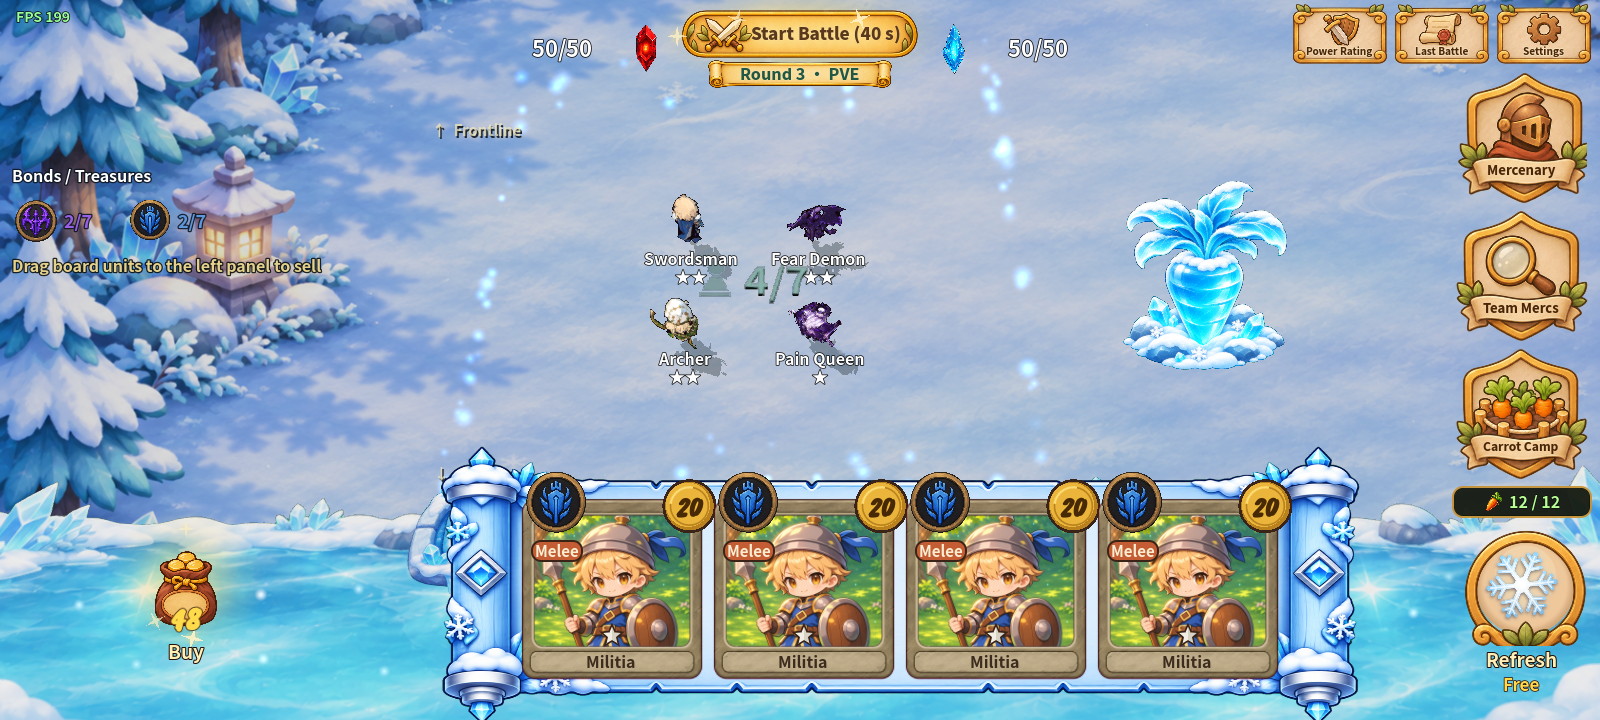 FPS 199
50/50
Start Battle (40 s)
50/50
Round 3 • PVE
Power Rating
Last Battle
Settings
↑ Frontline
Bonds / Treasures
2/7
2/7
Drag board units to the left panel to sell
Mercenary
Swordsman
Fear Demon
4/7
Archer
Pain Queen
Team Mercs
Carrot Camp
12 / 12
20
20
20
20
Melee
Melee
Melee
Melee
48
Buy
Militia
Militia
Militia
Militia
Refresh
Free